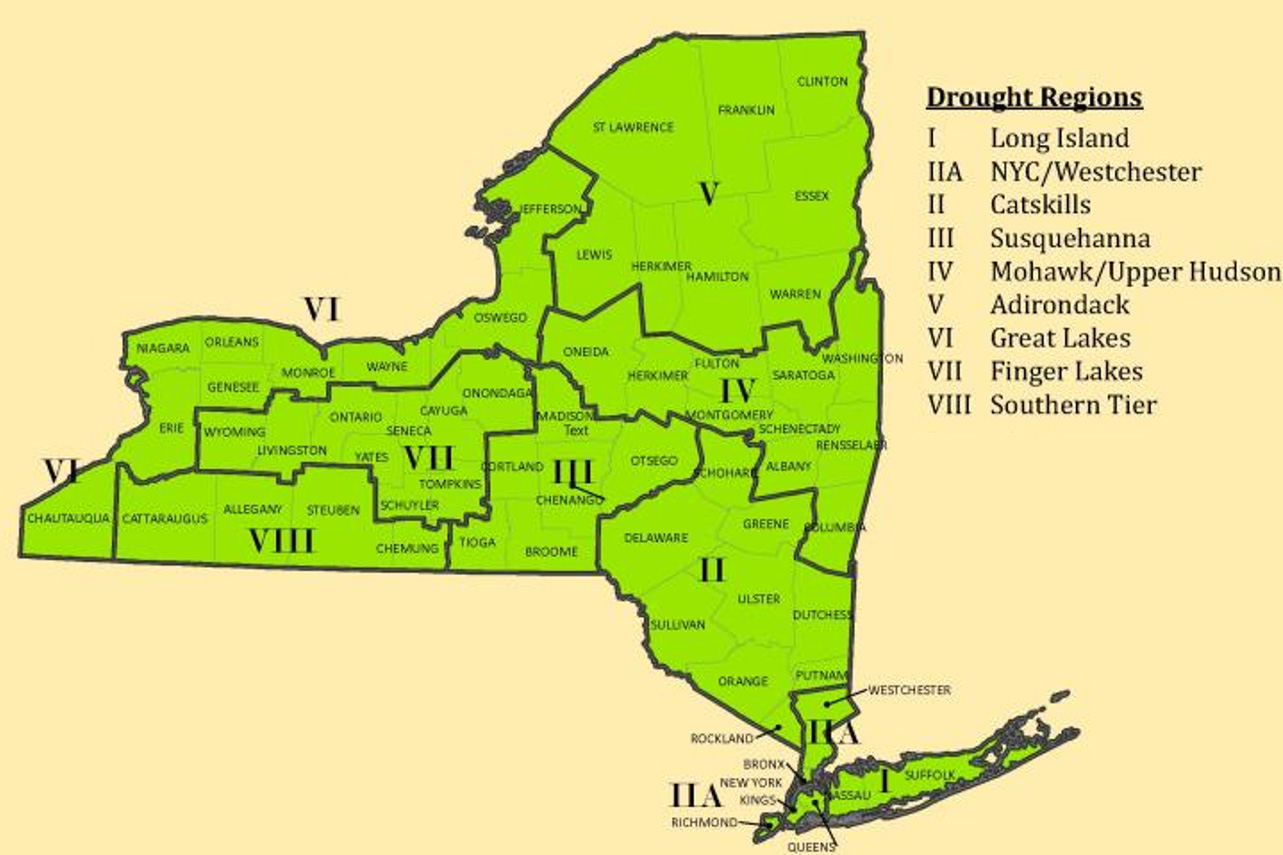 CLINTON
Drought Regions
FRANKLIN
ST LAWRENCE
I Long Island
IIA NYC/Westchester
II Catskills
III Susquehanna
IV Mohawk/Upper Hudson
V Adirondack
VI Great Lakes
VII Finger Lakes
VIII Southern Tier
V
ESSEX
JEFFERSON
LEWIS
HERKIMER
HAMILTON
WARREN
VI
OSWEGO
NIAGARA
ORLEANS
ONEIDA
WASHINGTON
MONROE
WAYNE
FULTON
HERKIMER
SARATOGA
GENESEE
ONONDAGA
IV
CAYUGA
ONTARIO
MADISON
Text
MONTGOMERY
ERIE
WYOMING
SENECA
SCHENECTADY
LIVINGSTON
YATES
VII
RENSSELAER
VI
CORTLAND
III
OTSEGO
SCHOHARIE
ALBANY
TOMPKINS
CHENANGO
CHAUTAUQUA
CATTARAUGUS
ALLEGANY
STEUBEN
SCHUYLER
GREENE
COLUMBIA
VIII
CHEMUNG
TIOGA
BROOME
DELAWARE
II
ULSTER
SULLIVAN
DUTCHESS
ORANGE
PUTNAM
WESTCHESTER
ROCKLAND
IIA
BRONX
NEW YORK
IIA
KINGS
NASSAU
I
SUFFOLK
RICHMOND
QUEENS